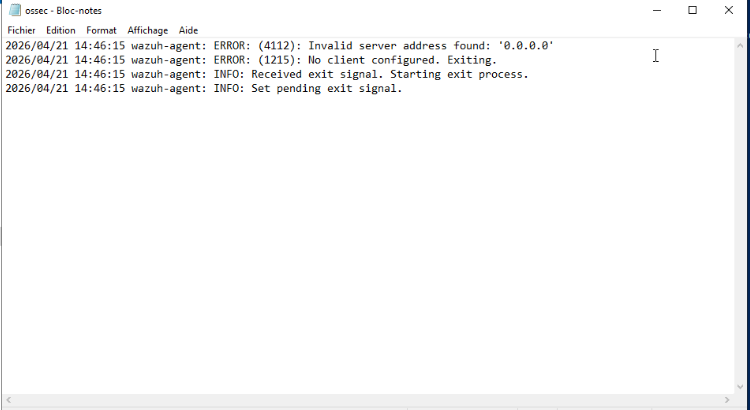 ossec - Bloc-notes
Fichier Edition Format Affichage Aide
2026/04/21 14:46:15 wazuh-agent: ERROR: (4112): Invalid server address found: '0.0.0.0'
2026/04/21 14:46:15 wazuh-agent: ERROR: (1215): No client configured. Exiting.
2026/04/21 14:46:15 wazuh-agent: INFO: Received exit signal. Starting exit process.
2026/04/21 14:46:15 wazuh-agent: INFO: Set pending exit signal.